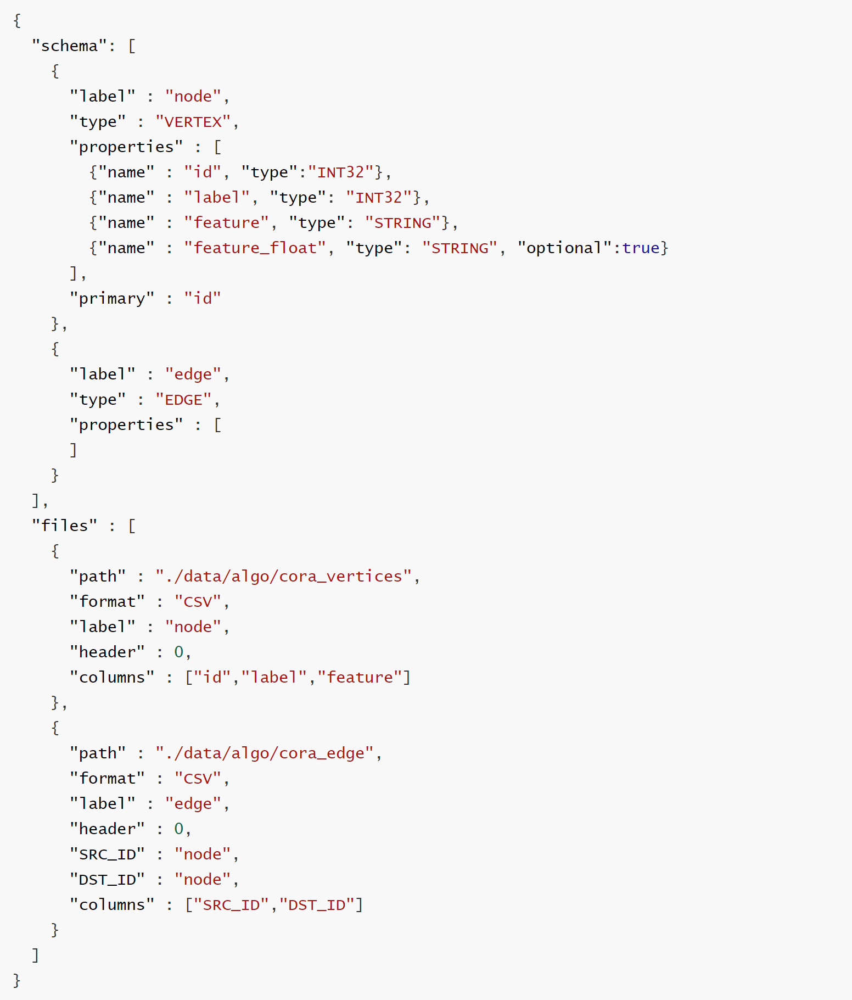 {
  "schema": [
    {
      "label" : "node",
      "type" : "VERTEX",
      "properties" : [
        {"name" : "id", "type":"INT32"},
        {"name" : "label", "type": "INT32"},
        {"name" : "feature", "type": "STRING"},
        {"name" : "feature_float", "type": "STRING", "optional":true}
      ],
      "primary" : "id"
    },
    {
      "label" : "edge",
      "type" : "EDGE",
      "properties" : [
      ]
    }
  ],
  "files" : [
    {
      "path" : "./data/algo/cora_vertices",
      "format" : "CSV",
      "label" : "node",
      "header" : 0,
      "columns" : ["id","label","feature"]
    },
    {
      "path" : "./data/algo/cora_edge",
      "format" : "CSV",
      "label" : "edge",
      "header" : 0,
      "SRC_ID" : "node",
      "DST_ID" : "node",
      "columns" : ["SRC_ID","DST_ID"]
    }
  ]
}